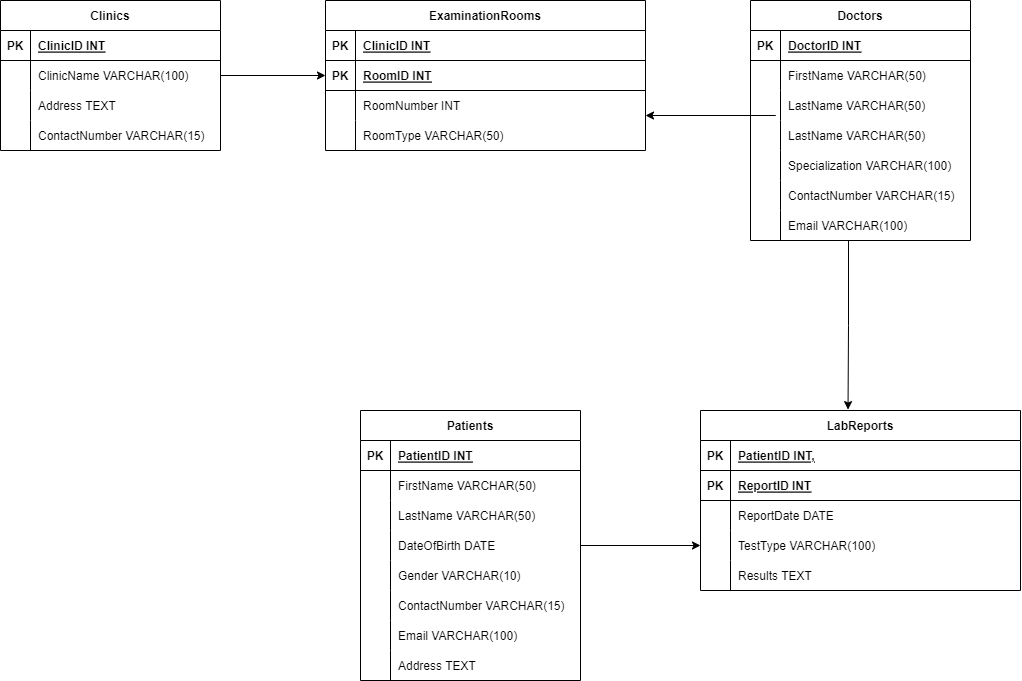 Clinics
PK ClinicID INT
ClinicName VARCHAR(100)
Address TEXT
ContactNumber VARCHAR(15)
ExaminationRooms
PK ClinicID INT
PK RoomID INT
RoomNumber INT
RoomType VARCHAR(50)
Doctors
PK DoctorID INT
FirstName VARCHAR(50)
LastName VARCHAR(50)
LastName VARCHAR(50)
Specialization VARCHAR(100)
ContactNumber VARCHAR(15)
Email VARCHAR(100)
Patients
PK PatientID INT
FirstName VARCHAR(50)
LastName VARCHAR(50)
DateOfBirth DATE
Gender VARCHAR(10)
ContactNumber VARCHAR(15)
Email VARCHAR(100)
Address TEXT
LabReports
PK PatientID INT,
PK ReportID INT
ReportDate DATE
TestType VARCHAR(100)
Results TEXT